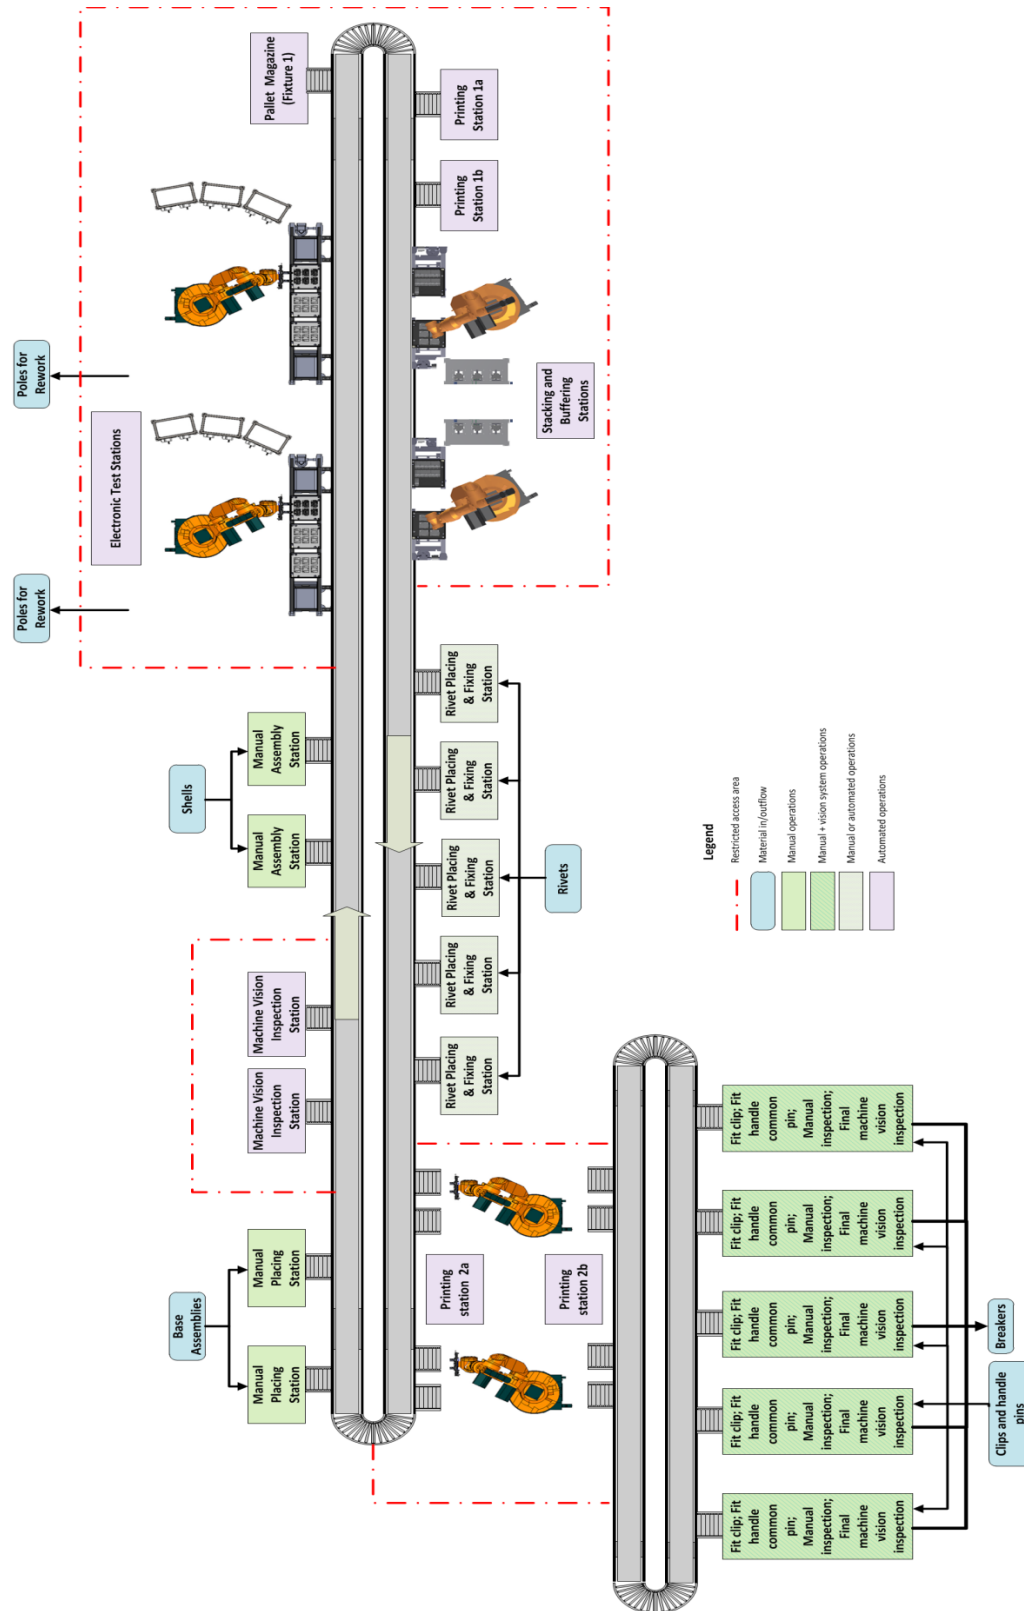 Poles for
Rework
Poles for
Rework
Electronic Test Stations
Base
Assemblies
Shells
Manual
Placing
Station
Manual
Placing
Station
Machine Vision
Inspection
Station
Machine Vision
Inspection
Station
Manual
Assembly
Station
Manual
Assembly
Station
Pallet Magazine
(Fixture 1)
Printing
station 2a
Rivet Placing
& Fixing
Station
Rivet Placing
& Fixing
Station
Rivet Placing
& Fixing
Station
Rivet Placing
& Fixing
Station
Rivet Placing
& Fixing
Station
Printing
Station 1b
Printing
Station 1a
Printing
station 2b
Rivets
Stacking and
Buffering
Stations
Fit clip; Fit
handle
common
pin;
Manual
inspection;
Final
machine
vision
inspection
Fit clip; Fit
handle
common
pin;
Manual
inspection;
Final
machine
vision
inspection
Fit clip; Fit
handle
common
pin;
Manual
inspection;
Final
machine
vision
inspection
Fit clip; Fit
handle
common
pin;
Manual
inspection;
Final
machine
vision
inspection
Fit clip; Fit
handle
common
pin;
Manual
inspection;
Final
machine
vision
inspection
Clips and handle
pins
Breakers
Legend
Restricted access area
Material in/outflow
Manual operations
Manual + vision system operations
Manual or automated operations
Automated operations